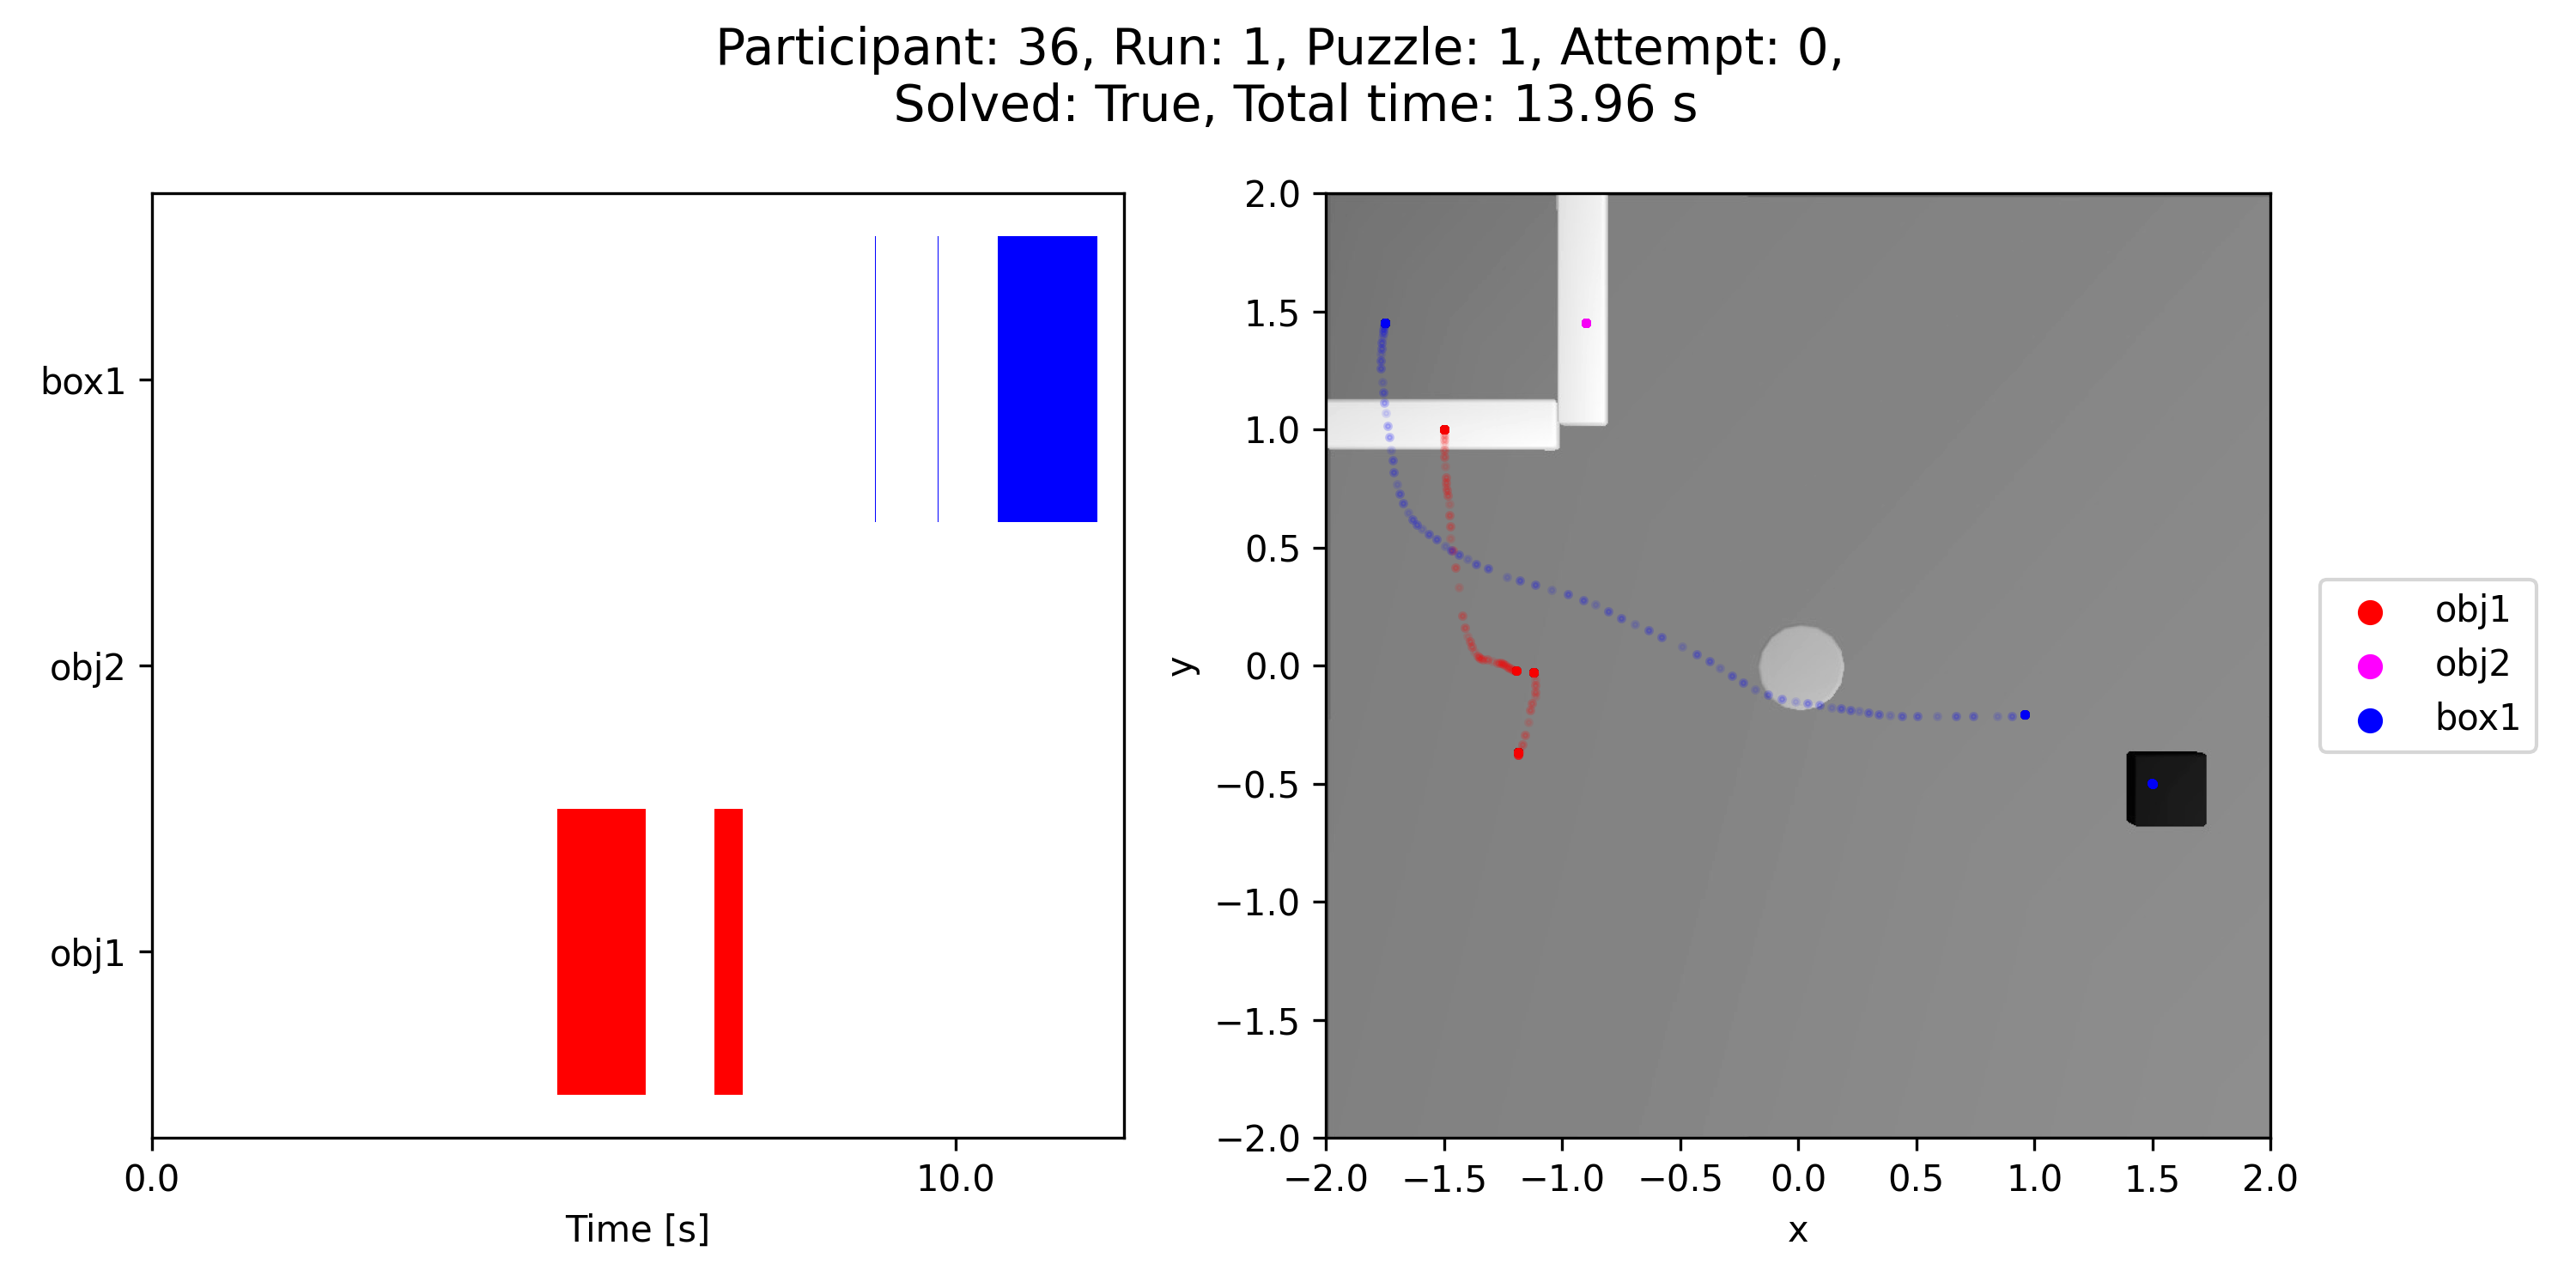 Participant: 36, Run: 1, Puzzle: 1, Attempt: 0,
Solved: True, Total time: 13.96 s
box1
obj2
obj1
0.0
10.0
Time [s]
2.0
1.5
1.0
0.5
0.0
−0.5
−1.0
−1.5
−2.0
y
−2.0
−1.5
−1.0
−0.5
0.0
0.5
1.0
1.5
2.0
x
obj1
obj2
box1